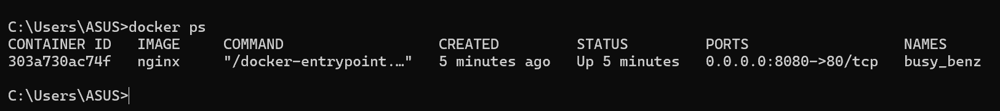 C:\Users\ASUS>docker ps
CONTAINER ID   IMAGE     COMMAND                  CREATED         STATUS         PORTS                  NAMES
303a730ac74f   nginx     "/docker-entrypoint.…"   5 minutes ago   Up 5 minutes   0.0.0.0:8080->80/tcp   busy_benz
C:\Users\ASUS>